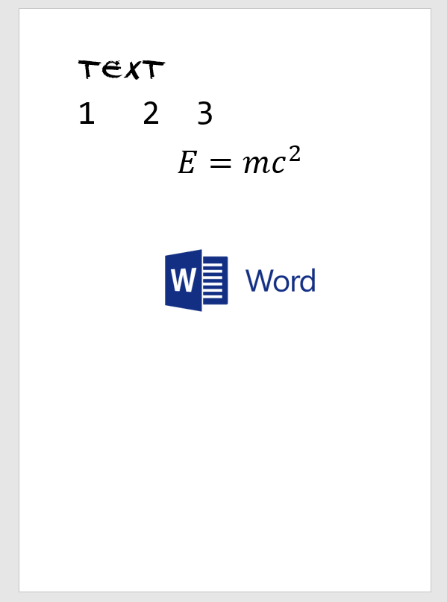 TEXT
1 2 3
E = mc²
W Word